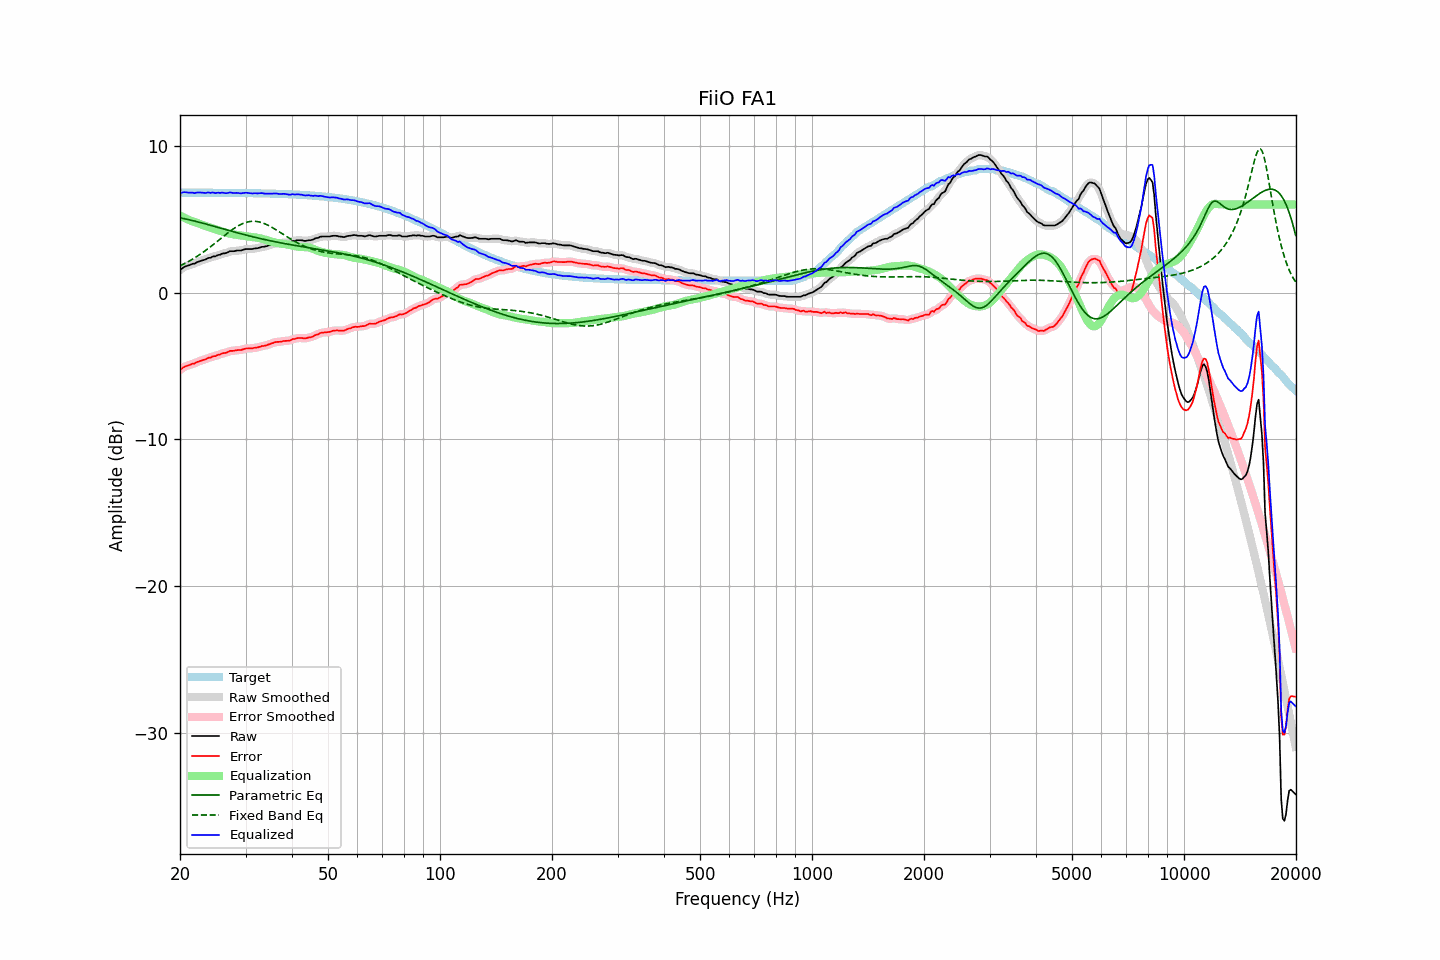 FiiO FA1
Amplitude (dBr)
10
0
−10
−20
−30
Target
Raw Smoothed
Error Smoothed
Raw
Error
Equalization
Parametric Eq
Fixed Band Eq
Equalized
20 50 100 200 500 1000 2000 5000 10000 20000
Frequency (Hz)